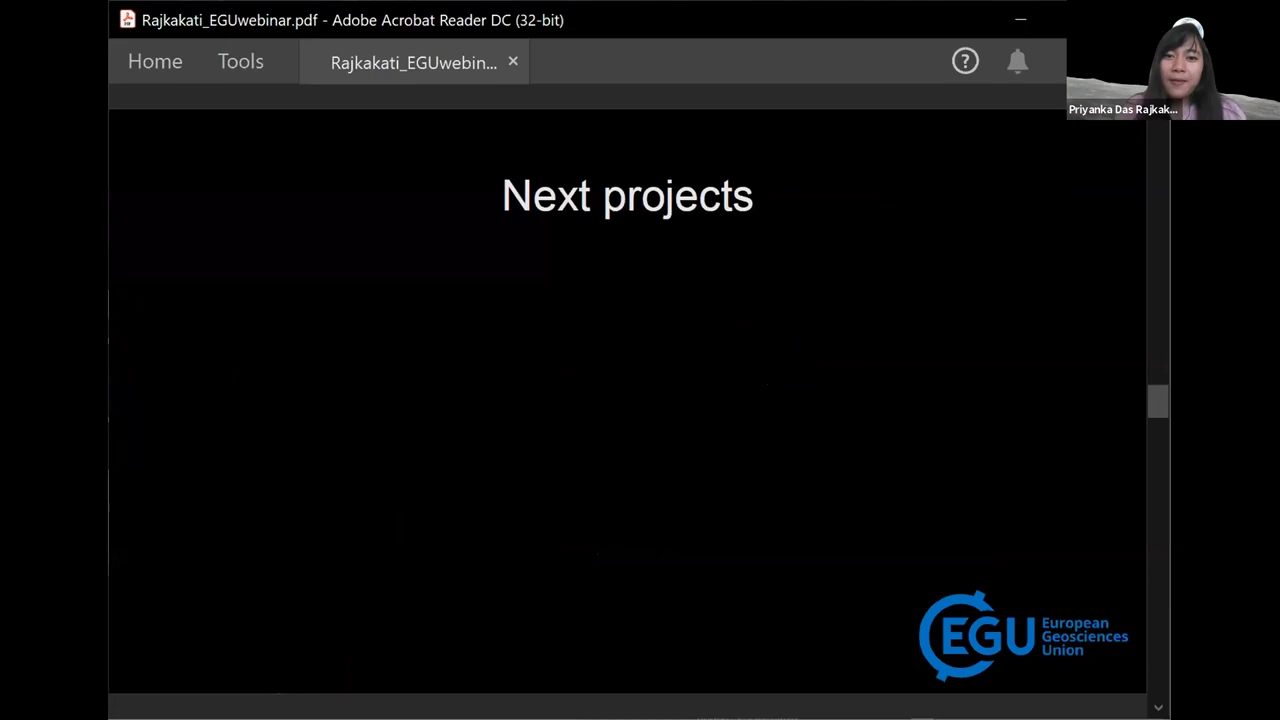 Rajkakati_EGUwebinar.pdf - Adobe Acrobat Reader DC (32-bit)
Home
Tools
Rajkakati_EGUwebin...
Priyanka Das Rajkak...
Next projects
EGU
European
Geosciences
Union